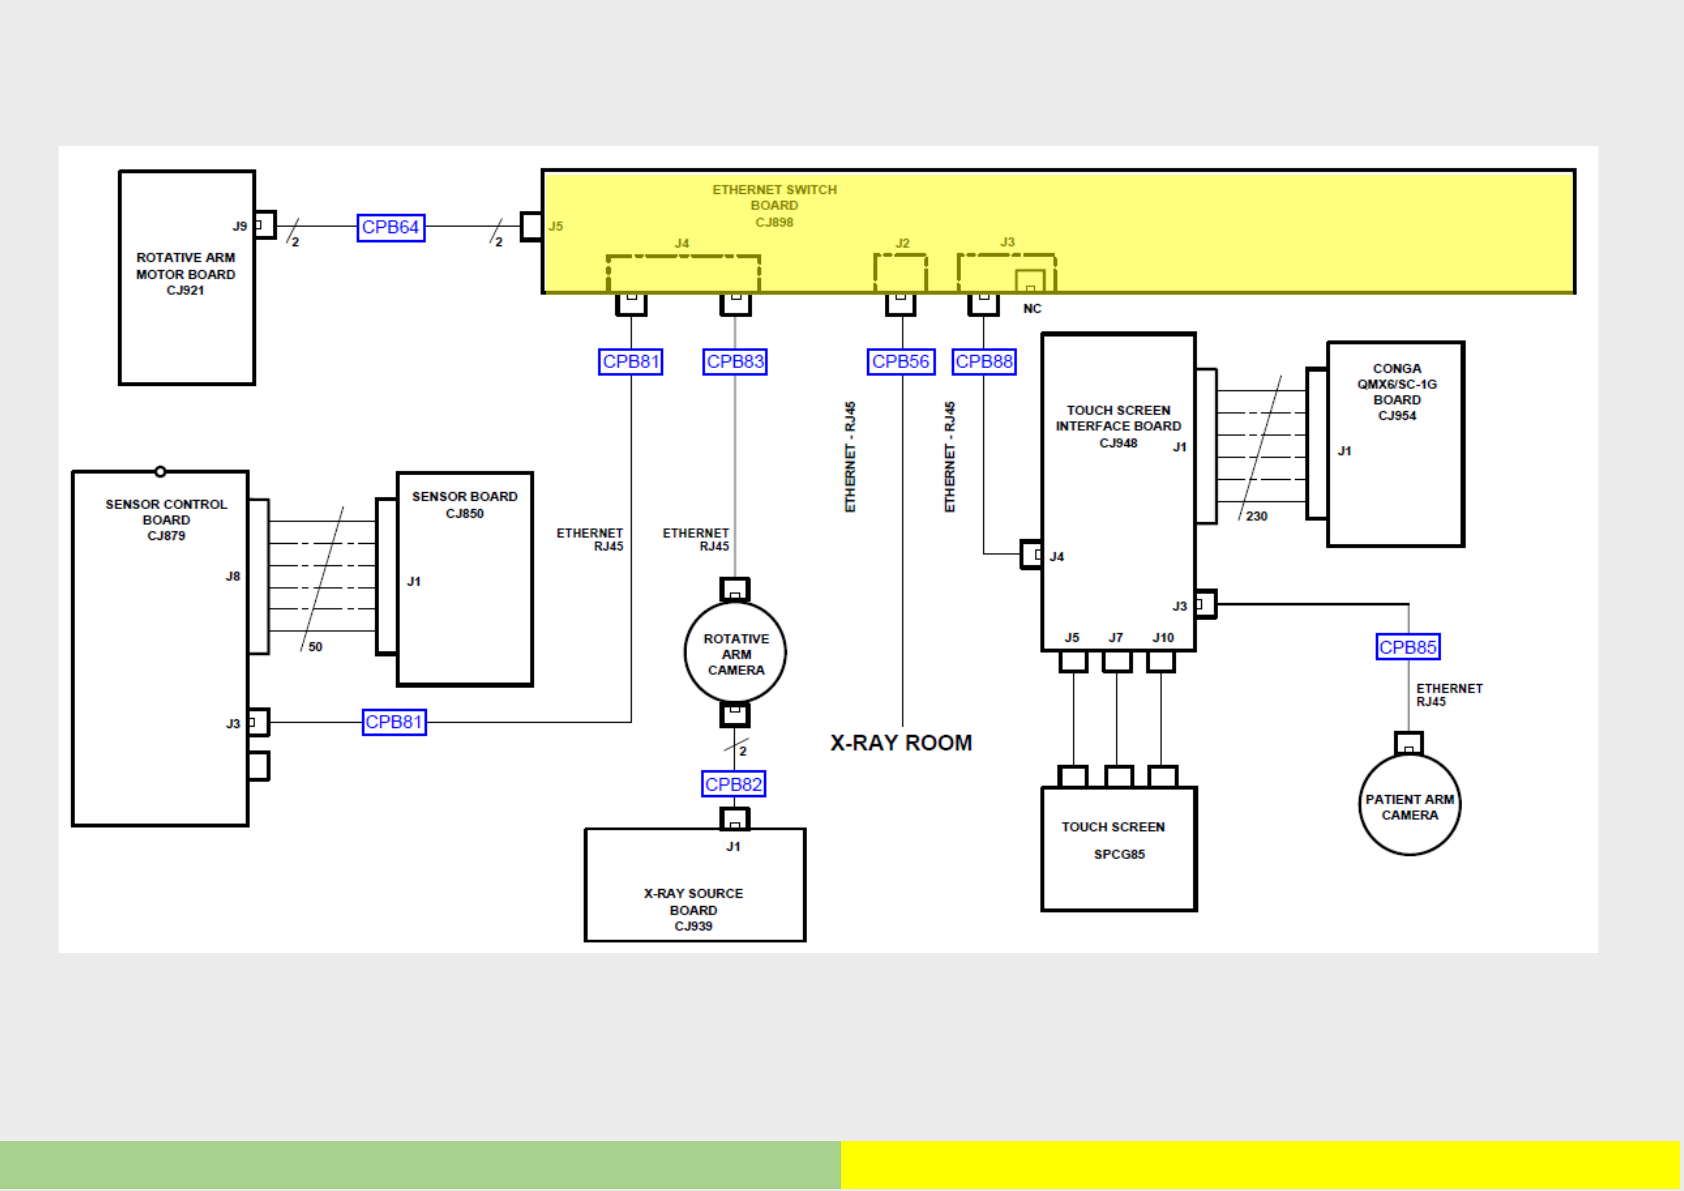 ETHERNET SWITCH
BOARD
CJ898
J9
2
CPB64
2
J5
J4
J2
J3
ROTATIVE ARM
MOTOR BOARD
CJ921
NC
CPB81
CPB83
CPB56
CPB88
ETHERNET - RJ45
ETHERNET - RJ45
TOUCH SCREEN
INTERFACE BOARD
CJ948
J1
CONGA
QMX6/SC-1G
BOARD
CJ954
J1
230
SENSOR CONTROL
BOARD
CJ879
J8
SENSOR BOARD
CJ850
J1
50
ETHERNET
RJ45
ETHERNET
RJ45
J4
J3
J5
J7
J10
ROTATIVE
ARM
CAMERA
CPB85
ETHERNET
RJ45
J3
CPB81
2
X-RAY ROOM
CPB82
PATIENT ARM
CAMERA
TOUCH SCREEN
SPCG85
J1
X-RAY SOURCE
BOARD
CJ939